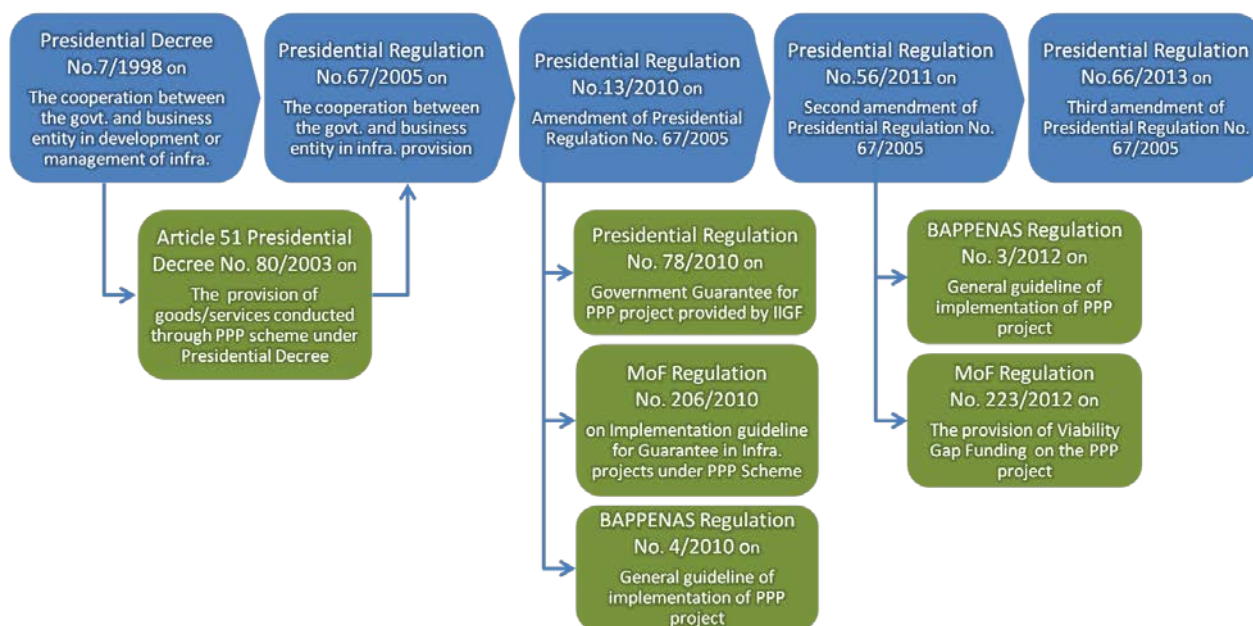 Presidential Decree
No.7/1998 on
The cooperation between
the govt. and business
entity in development or
management of infra.
Presidential Regulation
No.67/2005 on
The cooperation between
the govt. and business
entity in infra. provision
Presidential Regulation
No.13/2010 on
Amendment of Presidential
Regulation No. 67/2005
Presidential Regulation
No.56/2011 on
Second amendment of
Presidential Regulation No.
67/2005
Presidential Regulation
No.66/2013 on
Third amendment of
Presidential Regulation No.
67/2005
Article 51 Presidential
Decree No. 80/2003 on
The provision of
goods/services conducted
through PPP scheme under
Presidential Decree
Presidential Regulation
No. 78/2010 on
Government Guarantee for
PPP project provided by IIGF
MoF Regulation
No. 206/2010
on Implementation guideline
for Guarantee in Infra.
projects under PPP Scheme
BAPPENAS Regulation
No. 4/2010 on
General guideline of
implementation of PPP
project
BAPPENAS Regulation
No. 3/2012 on
General guideline of
implementation of PPP
project
MoF Regulation
No. 223/2012 on
The provision of Viability
Gap Funding on the PPP
project